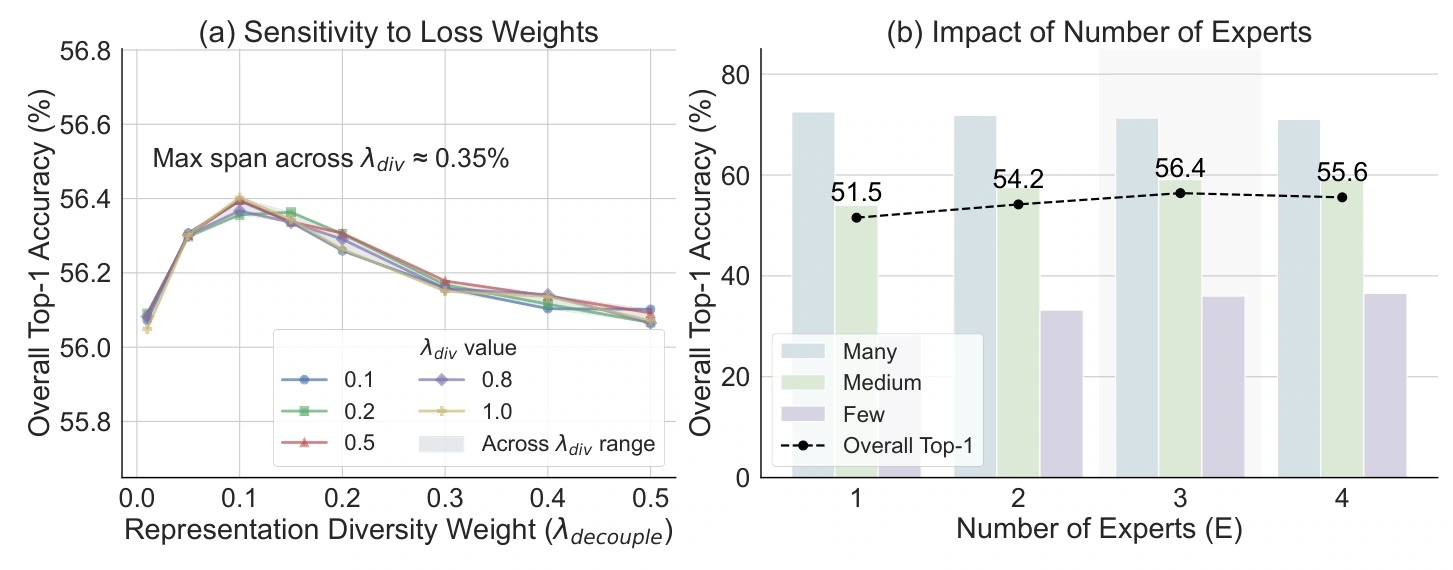 (a) Sensitivity to Loss Weights
Overall Top-1 Accuracy (%)
56.8
56.6
56.4
56.2
56.0
55.8
Max span across λdiv ≈ 0.35%
λdiv value
0.1
0.2
0.5
0.8
1.0
Across λdiv range
0.0 0.1 0.2 0.3 0.4 0.5
Representation Diversity Weight (λdecouple)
(b) Impact of Number of Experts
Overall Top-1 Accuracy (%)
80
60
40
20
0
51.5 54.2 56.4 55.6
Many
Medium
Few
Overall Top-1
1 2 3 4
Number of Experts (E)